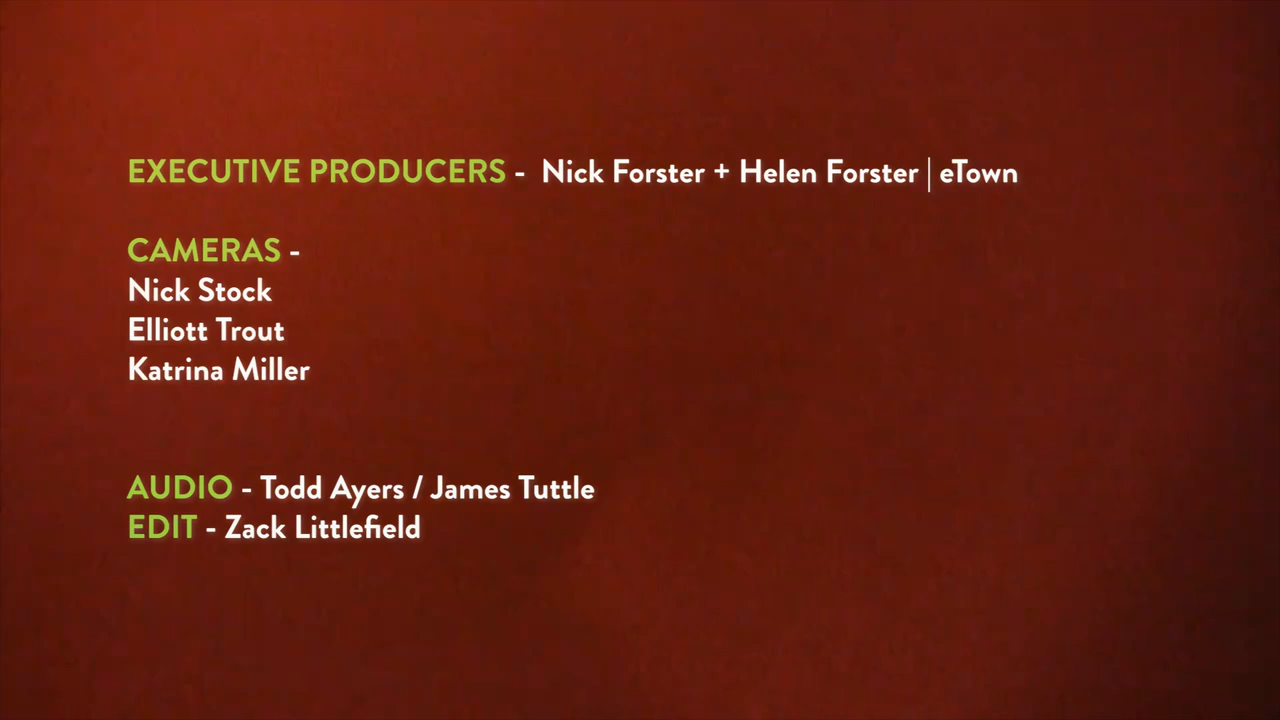 EXECUTIVE PRODUCERS - Nick Forster + Helen Forster | eTown
CAMERAS -
Nick Stock
Elliott Trout
Katrina Miller
AUDIO - Todd Ayers / James Tuttle
EDIT - Zack Littlefield